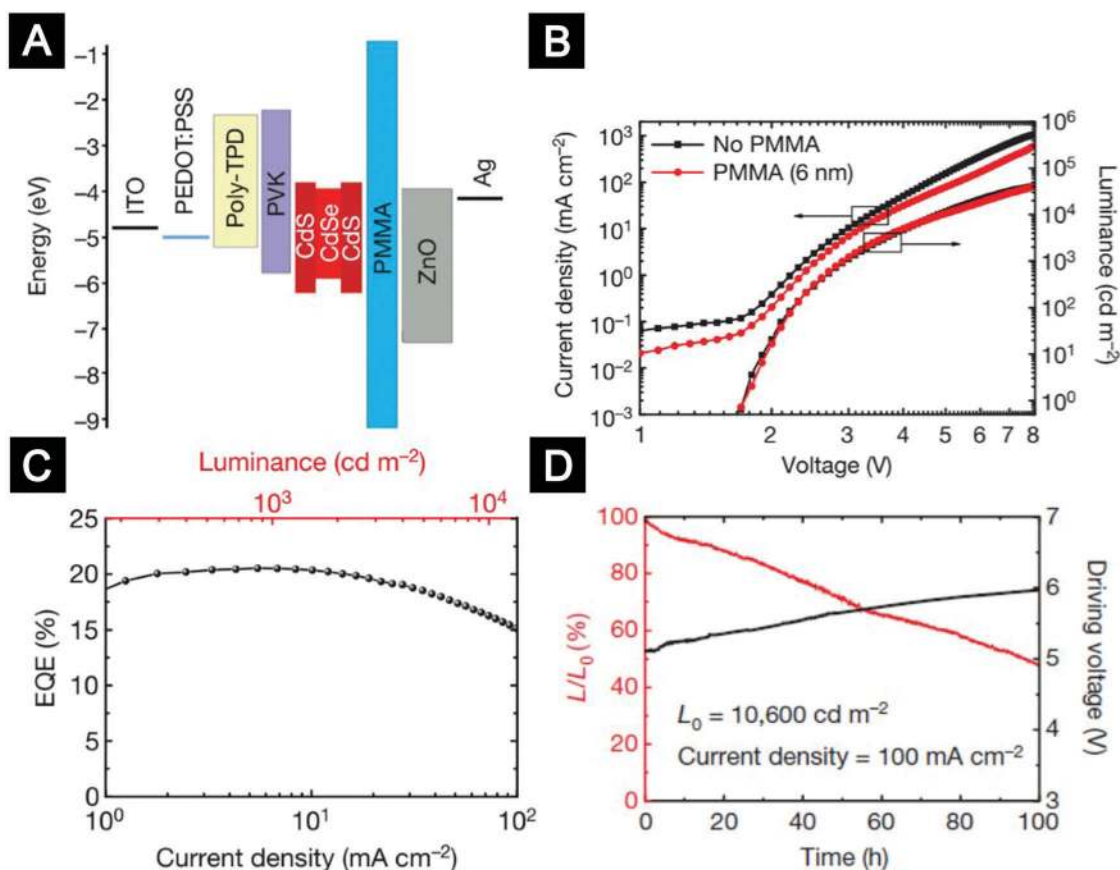 A
Energy (eV)
–1
–2
–3
–4
–5
–6
–7
–8
–9
ITO
PEDOT:PSS
Poly-TPD
PVK
CdS
CdSe
CdS
PMMA
ZnO
Ag
B
No PMMA
PMMA (6 nm)
Current density (mA cm⁻²)
10³
10²
10¹
10⁰
10⁻¹
10⁻²
10⁻³
Luminance (cd m⁻²)
10⁶
10⁵
10⁴
10³
10²
10¹
10⁰
1 2 3 4 5 6 7 8
Voltage (V)
C
Luminance (cd m⁻²)
10³ 10⁴
EQE (%)
25
20
15
10
5
0
10⁰ 10¹ 10²
Current density (mA cm⁻²)
D
L/L₀ (%)
100
80
60
40
20
0
Driving voltage (V)
7
6
5
4
3
L₀ = 10,600 cd m⁻²
Current density = 100 mA cm⁻²
0 20 40 60 80 100
Time (h)